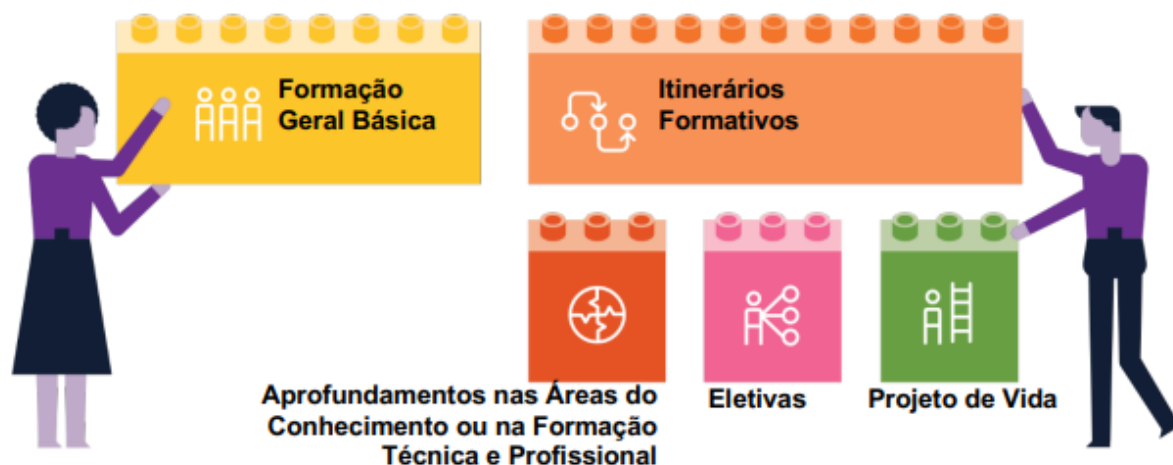 Formação
Geral Básica
Itinerários
Formativos
Aprofundamentos nas Áreas do
Conhecimento ou na Formação
Técnica e Profissional
Eletivas
Projeto de Vida